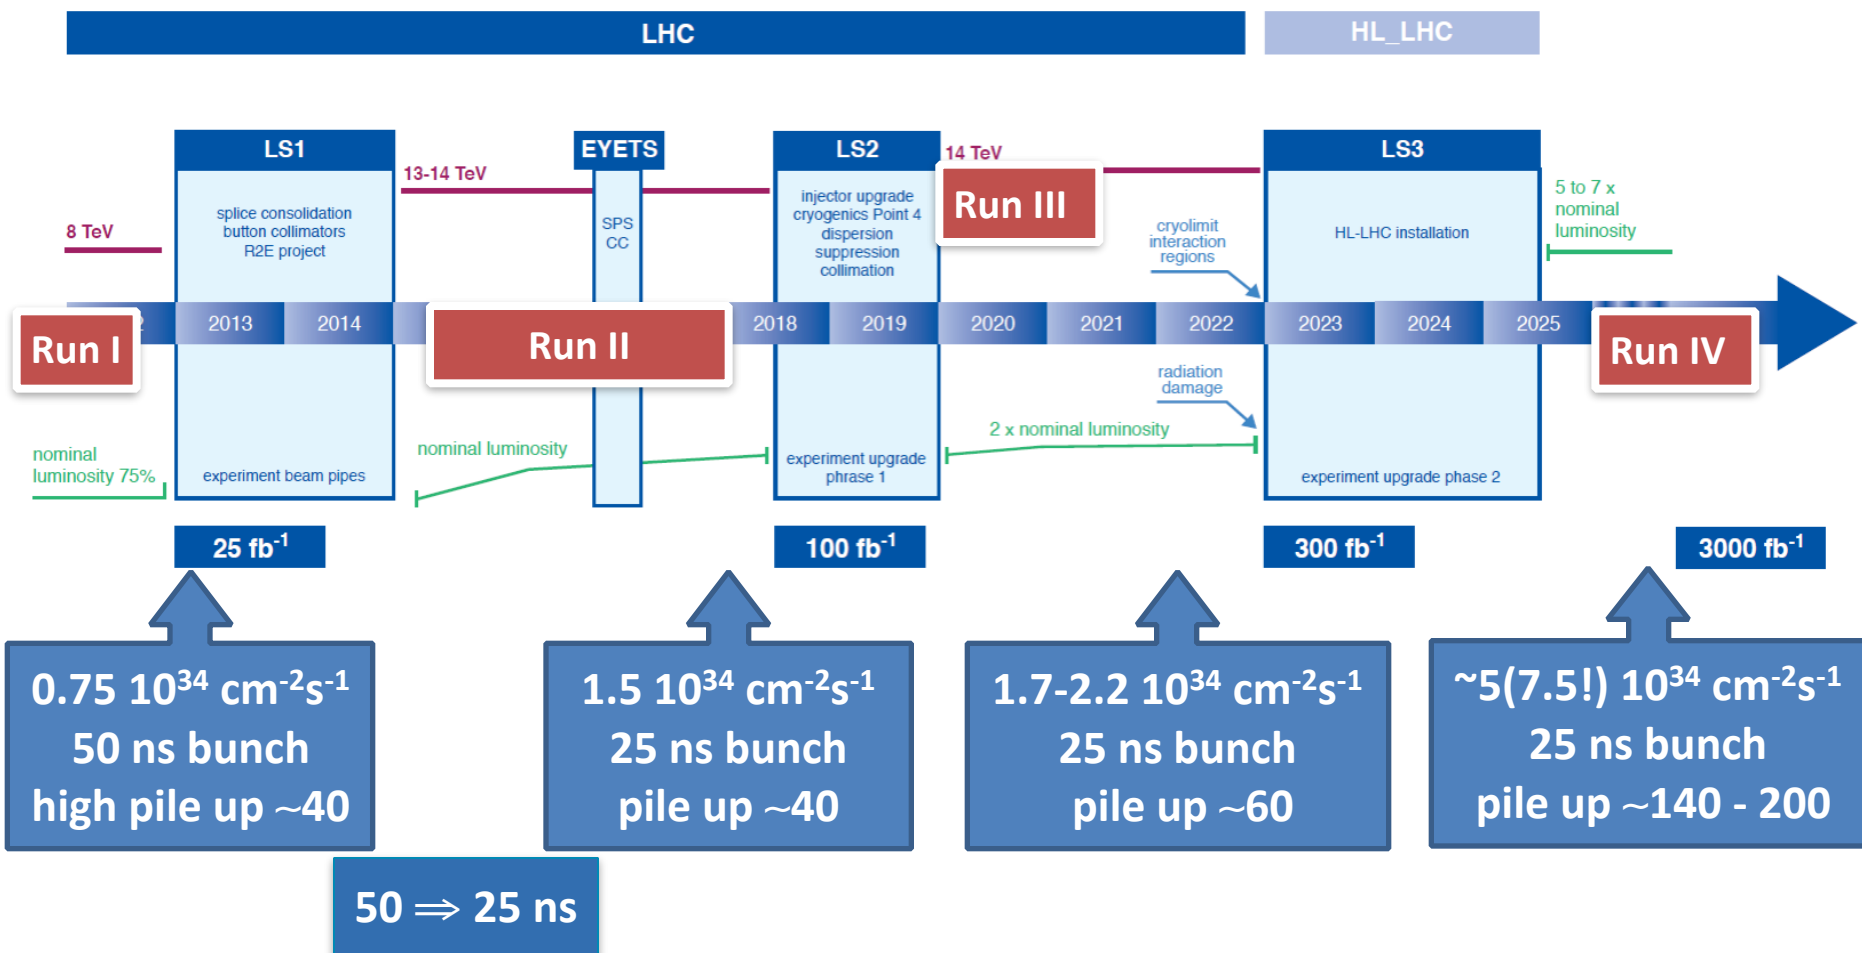 LHC
HL_LHC
LS1
EYETS
LS2
14 TeV
LS3
13-14 TeV
8 TeV
splice consolidation
button collimators
R2E project
SPS
CC
injector upgrade
cryogenics Point 4
dispersion
suppression
collimation
Run III
cryolimit
interaction
regions
HL-LHC installation
5 to 7 x
nominal
luminosity
2
2013
2014
2018
2019
2020
2021
2022
2023
2024
2025
Run I
Run II
Run IV
radiation
damage
nominal
luminosity 75%
experiment beam pipes
nominal luminosity
experiment upgrade
phrase 1
2 x nominal luminosity
experiment upgrade phase 2
25 fb⁻¹
100 fb⁻¹
300 fb⁻¹
3000 fb⁻¹
0.75 10³⁴ cm⁻²s⁻¹
50 ns bunch
high pile up ~40
1.5 10³⁴ cm⁻²s⁻¹
25 ns bunch
pile up ~40
1.7-2.2 10³⁴ cm⁻²s⁻¹
25 ns bunch
pile up ~60
~5(7.5!) 10³⁴ cm⁻²s⁻¹
25 ns bunch
pile up ~140 - 200
50 ⇒ 25 ns